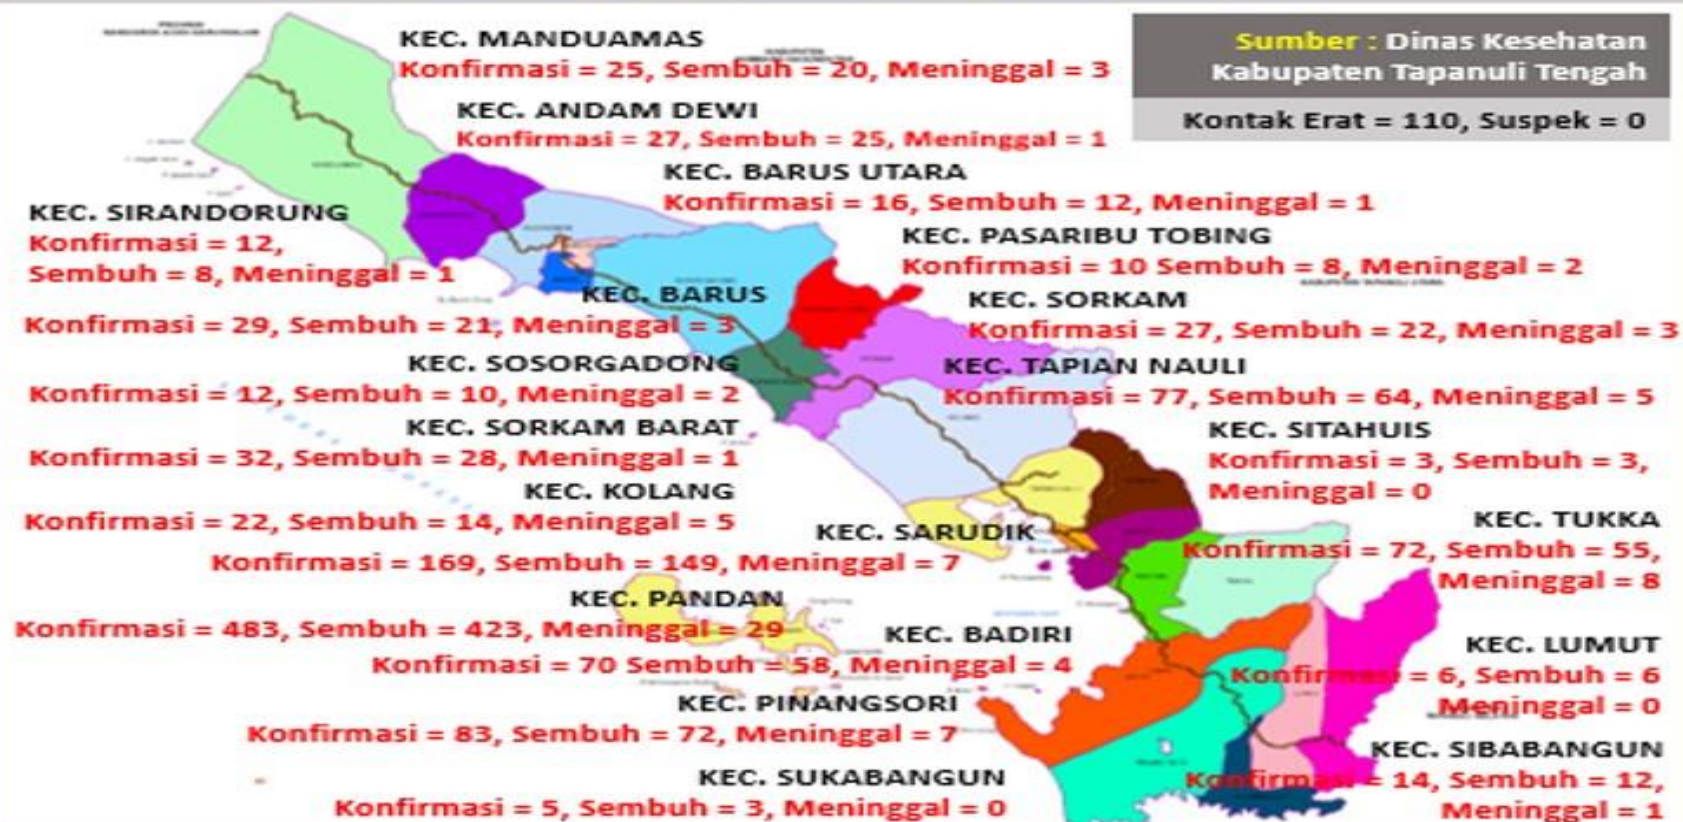 KEC. MANDUAMAS
Konfirmasi = 25, Sembuh = 20, Meninggal = 3
Sumber : Dinas Kesehatan
Kabupaten Tapanuli Tengah
Kontak Erat = 110, Suspek = 0
KEC. ANDAM DEWI
Konfirmasi = 27, Sembuh = 25, Meninggal = 1
KEC. BARUS UTARA
Konfirmasi = 16, Sembuh = 12, Meninggal = 1
KEC. SIRANDORUNG
Konfirmasi = 12,
Sembuh = 8, Meninggal = 1
KEC. PASARIBU TOBING
Konfirmasi = 10 Sembuh = 8, Meninggal = 2
KEC. BARUS
Konfirmasi = 29, Sembuh = 21, Meninggal = 3
KEC. SORKAM
Konfirmasi = 27, Sembuh = 22, Meninggal = 3
KEC. SOSORGADONG
Konfirmasi = 12, Sembuh = 10, Meninggal = 2
KEC. TAPIAN NAULI
Konfirmasi = 77, Sembuh = 64, Meninggal = 5
KEC. SORKAM BARAT
Konfirmasi = 32, Sembuh = 28, Meninggal = 1
KEC. SITAHUIS
Konfirmasi = 3, Sembuh = 3,
Meninggal = 0
KEC. KOLANG
Konfirmasi = 22, Sembuh = 14, Meninggal = 5
KEC. SARUDIK
Konfirmasi = 169, Sembuh = 149, Meninggal = 7
KEC. TUKKA
Konfirmasi = 72, Sembuh = 55,
Meninggal = 8
KEC. PANDAN
Konfirmasi = 483, Sembuh = 423, Meninggal = 29
KEC. BADIRI
Konfirmasi = 70 Sembuh = 58, Meninggal = 4
KEC. LUMUT
Konfirmasi = 6, Sembuh = 6
Meninggal = 0
KEC. PINANGSORI
Konfirmasi = 83, Sembuh = 72, Meninggal = 7
KEC. SIBABANGUN
Konfirmasi = 14, Sembuh = 12,
Meninggal = 1
KEC. SUKABANGUN
Konfirmasi = 5, Sembuh = 3, Meninggal = 0